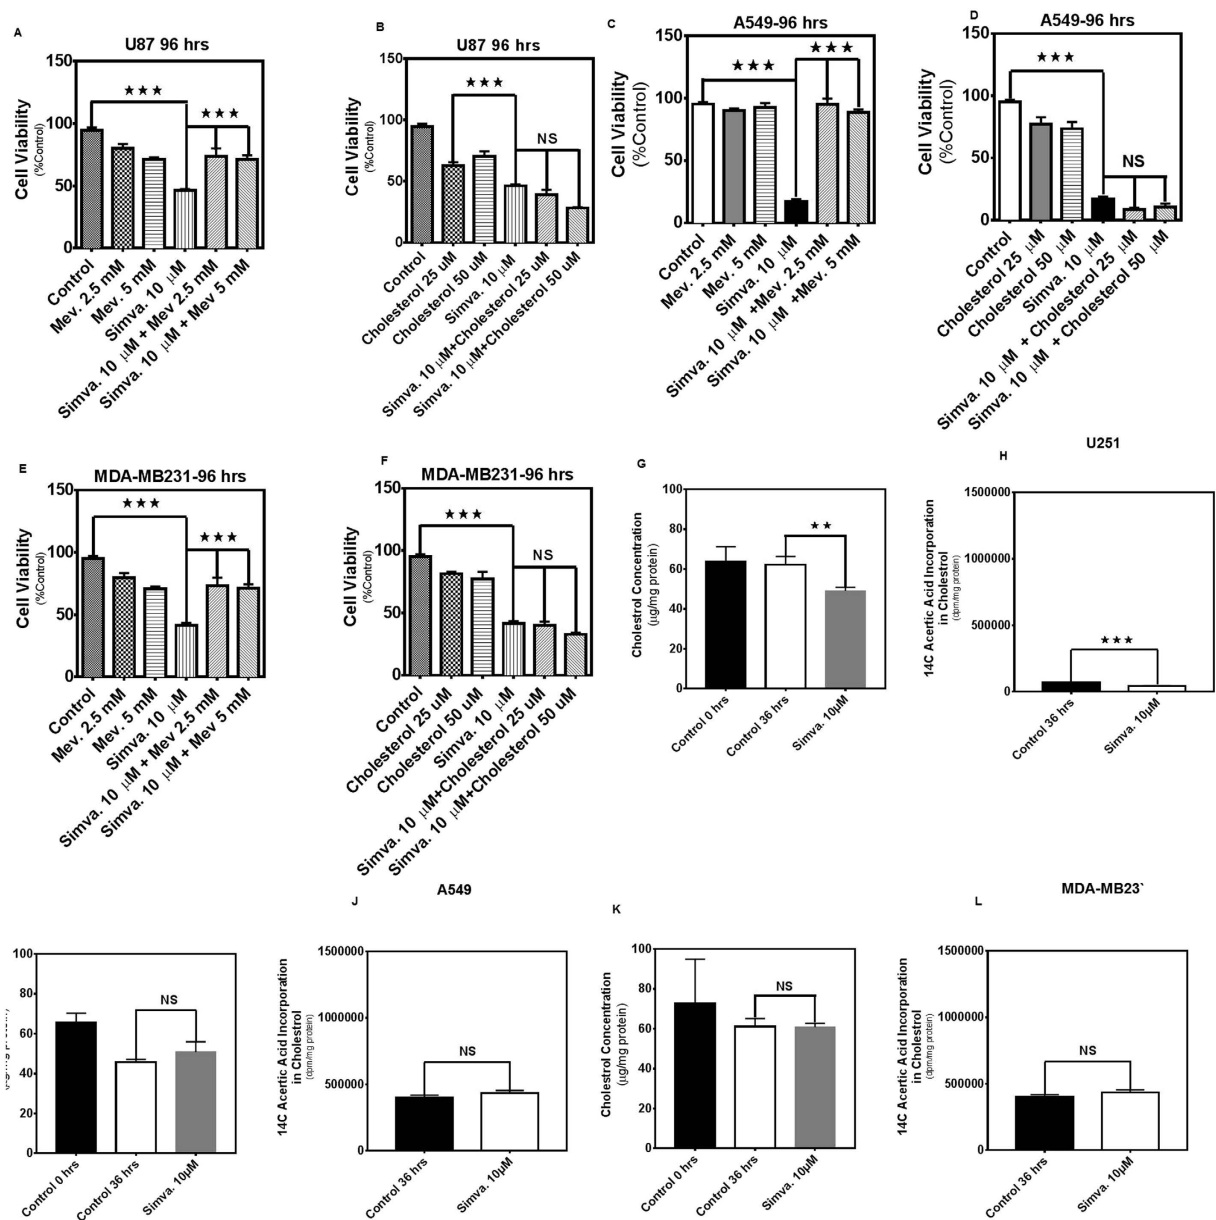 A
U87 96 hrs
Cell Viability
(%Control)
150
100
50
0
★★★
★★★
Control
Mev. 2.5 mM
Mev. 5 mM
Simva. 10 μM
Simva. 10 μM + Mev 2.5 mM
Simva. 10 μM + Mev 5 mM
B
U87 96 hrs
Cell Viability
(%Control)
150
100
50
0
★★★
NS
Control
Cholesterol 25 uM
Cholesterol 50 uM
Simva. 10 μM
Simva. 10 μM+Cholesterol 25 uM
Simva. 10 μM+Cholesterol 50 uM
C
A549-96 hrs
Cell Viability
(%Control)
150
100
50
0
★★★
★★★
Control
Mev. 2.5 mM
Mev. 5 mM
Simva. 10 μM
Simva. 10 μM +Mev. 2.5 mM
Simva. 10 μM +Mev. 5 mM
D
A549-96 hrs
Cell Viability
(%Control)
150
100
50
0
★★★
NS
Control
Cholesterol 25 μM
Cholesterol 50 μM
Simva. 10 μM
Simva. 10 μM + Cholesterol 25 μM
Simva. 10 μM + Cholesterol 50 μM
E
MDA-MB231-96 hrs
Cell Viability
(%Control)
150
100
50
0
★★★
★★★
Control
Mev. 2.5 mM
Mev. 5 mM
Simva. 10 μM
Simva. 10 μM + Mev 2.5 mM
Simva. 10 μM + Mev 5 mM
F
MDA-MB231-96 hrs
Cell Viability
(%Control)
150
100
50
0
★★★
NS
Control
Cholesterol 25 uM
Cholesterol 50 uM
Simva. 10 μM
Simva. 10 μM+Cholesterol 25 uM
Simva. 10 μM+Cholesterol 50 uM
G
Cholestrol Concentration
(μg/mg protein)
100
80
60
40
20
0
★★
Control 0 hrs
Control 36 hrs
Simva. 10μM
H
U251
14C Acertic Acid Incorporation
in Cholestrol
(dpm/mg protein)
1500000
1000000
500000
0
★★★
Control 36 hrs
Simva. 10μM
100
80
60
40
20
0
NS
Control 0 hrs
Control 36 hrs
Simva. 10μM
J
A549
14C Acertic Acid Incorporation
in Cholestrol
(dpm/mg protein)
1500000
1000000
500000
0
NS
Control 36 hrs
Simva. 10μM
K
Cholestrol Concentration
(μg/mg protein)
100
80
60
40
20
0
NS
Control 0 hrs
Control 36 hrs
Simva. 10μM
L
MDA-MB23`
14C Acertic Acid Incorporation
in Cholestrol
(dpm/mg protein)
1500000
1000000
500000
0
NS
Control 36 hrs
Simva. 10μM